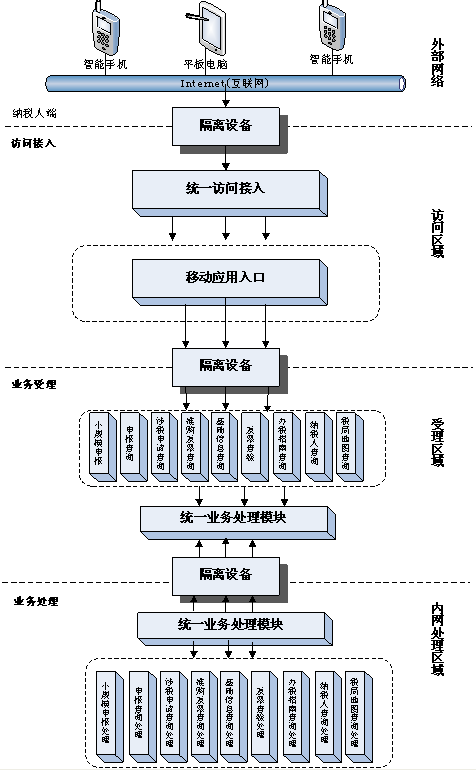 外部网络
智能手机
平板电脑
智能手机
Internet(互联网)
纳税人端
隔离设备
访问接入
统一访问接入
访问区域
移动应用入口
隔离设备
业务受理
小规模申报
申报查询
涉税申请查询
准购发票查询
基础信息查询
发票查验
办税指南查询
纳税人查询
税局地图查询
受理区域
统一业务处理模块
隔离设备
业务处理
统一业务处理模块
内网处理区域
小规模申报处理
申报查询处理
涉税申请查询处理
准购发票查询处理
基础信息查询处理
发票查验处理
办税指南查询处理
纳税人查询处理
税局地图查询处理